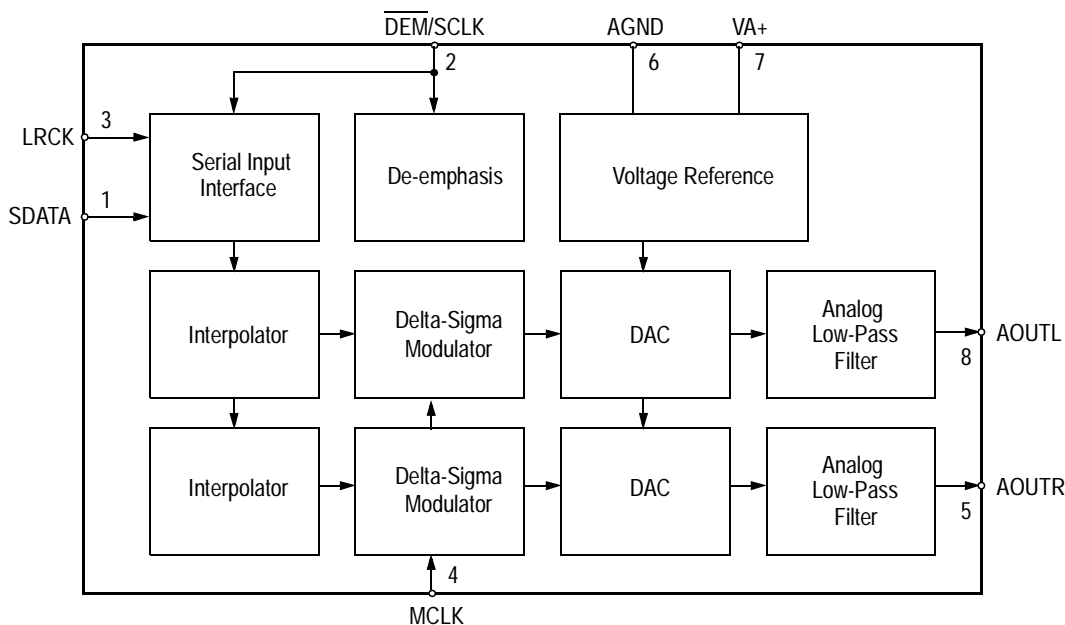 DEM/SCLK
AGND
VA+
2
6
7
LRCK
3
SDATA
1
Serial Input
Interface
De-emphasis
Voltage Reference
Interpolator
Delta-Sigma
Modulator
DAC
Analog
Low-Pass
Filter
AOUTL
8
Interpolator
Delta-Sigma
Modulator
DAC
Analog
Low-Pass
Filter
AOUTR
5
4
MCLK